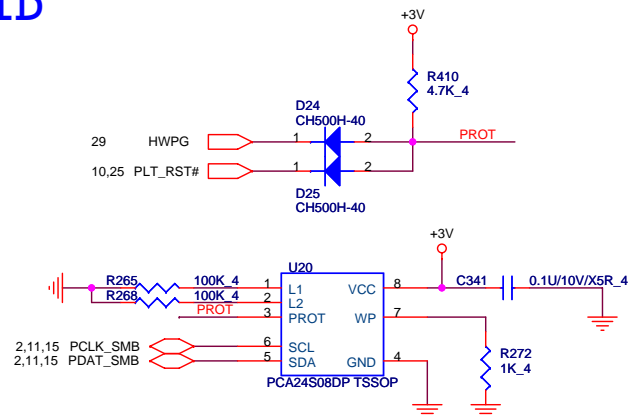 ID
+3V
R410
4.7K_4
D24
CH500H-40
29 HWPG 1 2 PROT
10,25 PLT_RST# 1 2
D25
CH500H-40
+3V
U20
R265 100K_4 1 L1 VCC 8 C341 0.1U/10V/X5R_4
R268 100K_4 2 L2
PROT 3 PROT WP 7
2,11,15 PCLK_SMB 6 SCL
2,11,15 PDAT_SMB 5 SDA GND 4
R272
1K_4
PCA24S08DP TSSOP